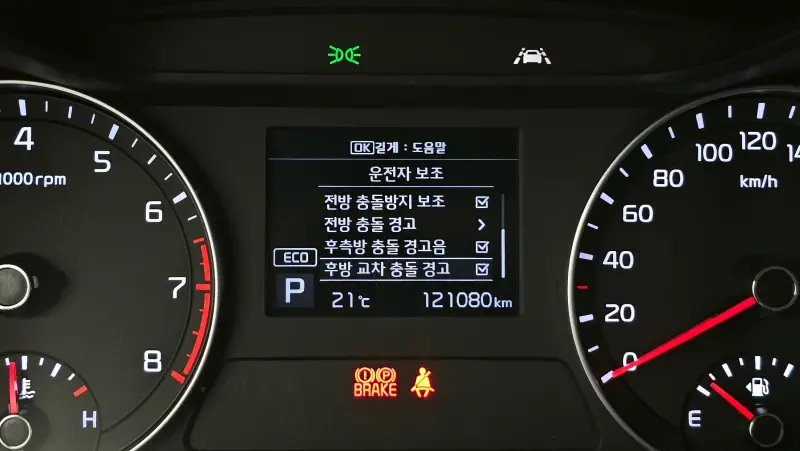 OK길게 : 도움말
운전자 보조
전방 충돌방지 보조
전방 충돌 경고
후측방 충돌 경고음
후방 교차 충돌 경고
ECO
P
21℃ 121080km
4
5
6
7
8
1000rpm
H
0
20
40
60
80
100
120
14
km/h
E
BRAKE
P